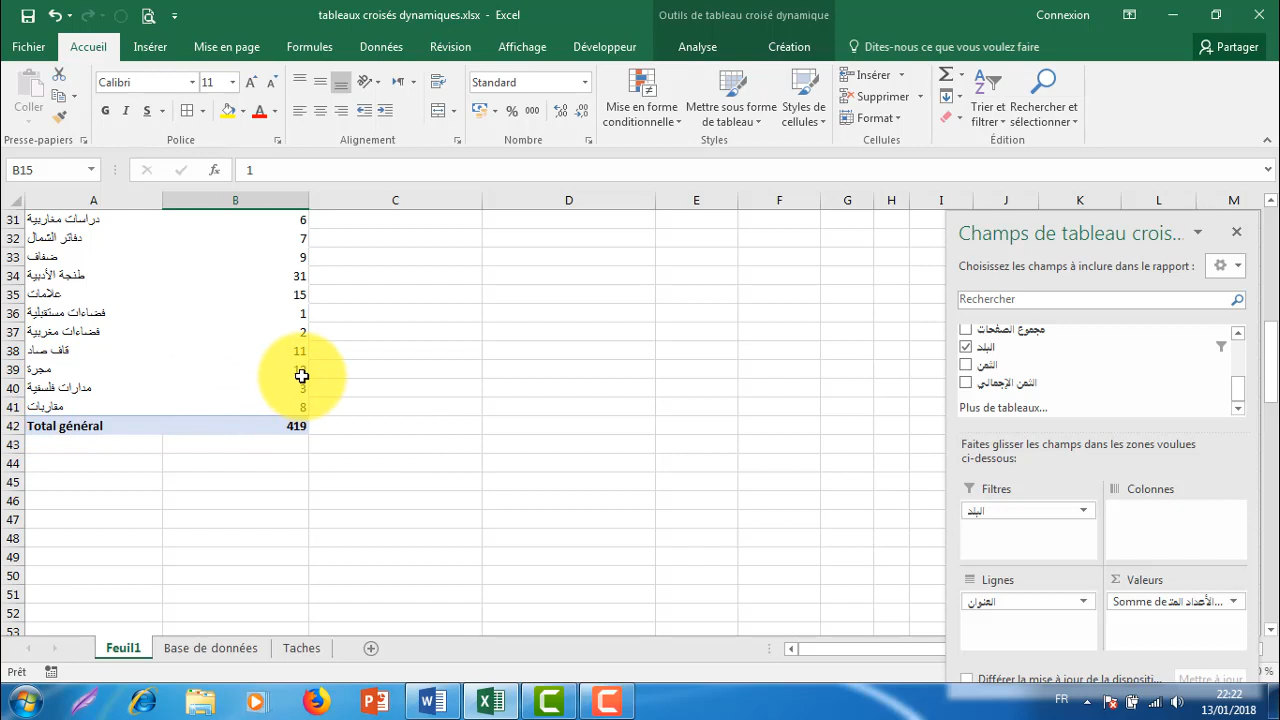 tableaux croisés dynamiques.xlsx - Excel
Outils de tableau croisé dynamique
Connexion
Fichier Accueil Insérer Mise en page Formules Données Révision Affichage Développeur Analyse Création Dites-nous ce que vous voulez faire Partager
Coller
Calibri 11
Standard
Mise en forme conditionnelle
Mettre sous forme de tableau
Styles de cellules
Insérer
Supprimer
Format
Trier et filtrer
Rechercher et sélectionner
Presse-papiers Police Alignement Nombre Styles Cellules Édition
B15 fx 1
A B C D E F G H I J K L M
31 دراسات مغاربية 6
32 دفاتر الشمال 7
33 ضفاف 9
34 طنجة الأدبية 31
35 علامات 15
36 فضاءات مستقبلية 1
37 فضاءات مغربية 2
38 قاف صاد 11
39 مجرة
40 مدارات فلسفية 3
41 مقاربات 8
42 Total général 419
43
44
45
46
47
48
49
50
51
52
53
Champs de tableau crois...
Choisissez les champs à inclure dans le rapport :
Rechercher
مجموع الصفحات
البلد
الثمن
الثمن الإجمالي
Plus de tableaux...
Faites glisser les champs dans les zones voulues
ci-dessous:
Filtres
Colonnes
البلد
Lignes
Valeurs
العنوان
Somme de الأعداد المتـ...
Différer la mise à jour de la dispositi...
Mettre à jour
Feuil1 Base de données Taches
Prêt
%
FR
22:22
13/01/2018